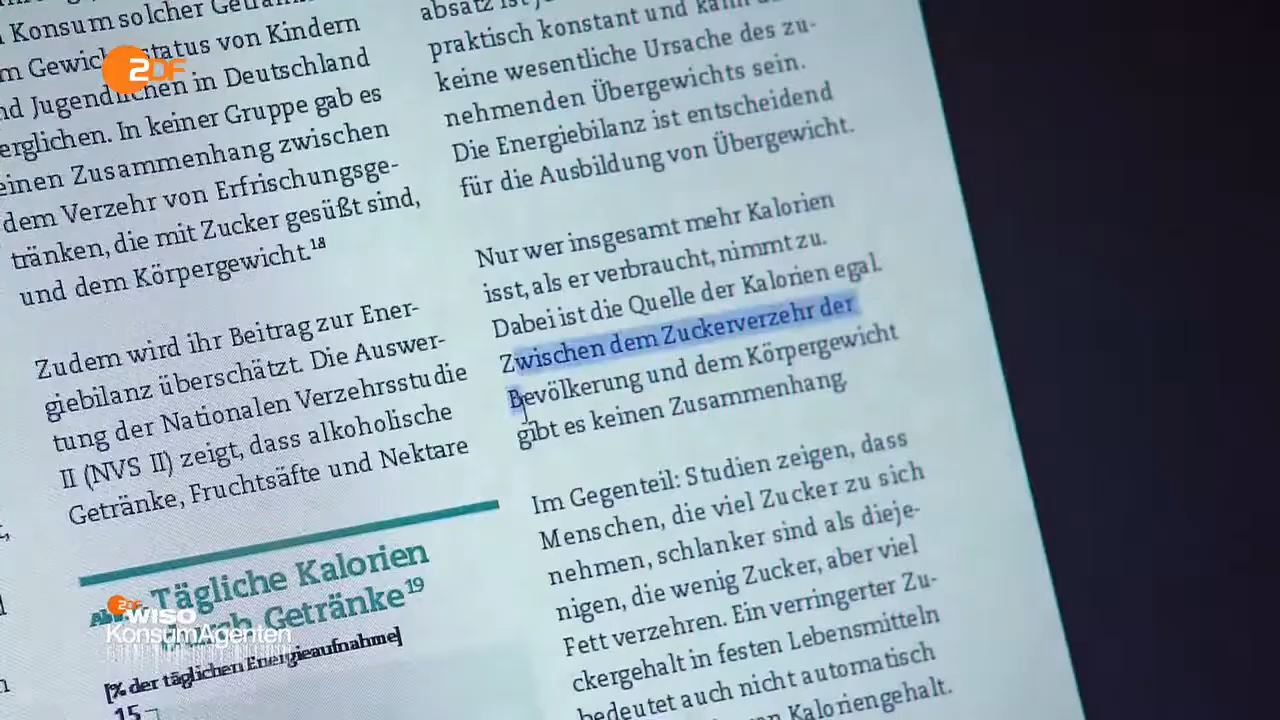 Konsum solcher Getränke
m Gewichtsstatus von Kindern
nd Jugendlichen in Deutschland
erglichen. In keiner Gruppe gab es
einen Zusammenhang zwischen
dem Verzehr von Erfrischungsge-
tränken, die mit Zucker gesüßt sind,
und dem Körpergewicht.18
Zudem wird ihr Beitrag zur Ener-
giebilanz überschätzt. Die Auswer-
tung der Nationalen Verzehrsstudie
II (NVS II) zeigt, dass alkoholische
Getränke, Fruchtsäfte und Nektare
Tägliche Kalorien
durch Getränke19
[% der täglichen Energieaufnahme]
15
absatz ist
praktisch konstant und kann
keine wesentliche Ursache des zu-
nehmenden Übergewichts sein.
Die Energiebilanz ist entscheidend
für die Ausbildung von Übergewicht.
Nur wer insgesamt mehr Kalorien
isst, als er verbraucht, nimmt zu.
Dabei ist die Quelle der Kalorien egal.
Zwischen dem Zuckerverzehr der
Bevölkerung und dem Körpergewicht
gibt es keinen Zusammenhang.
Im Gegenteil: Studien zeigen, dass
Menschen, die viel Zucker zu sich
nehmen, schlanker sind als dieje-
nigen, die wenig Zucker, aber viel
Fett verzehren. Ein verringerter Zu-
ckergehalt in festen Lebensmitteln
bedeutet auch nicht automatisch
Kaloriengehalt.
ZDF
WISO
KonsumAgenten